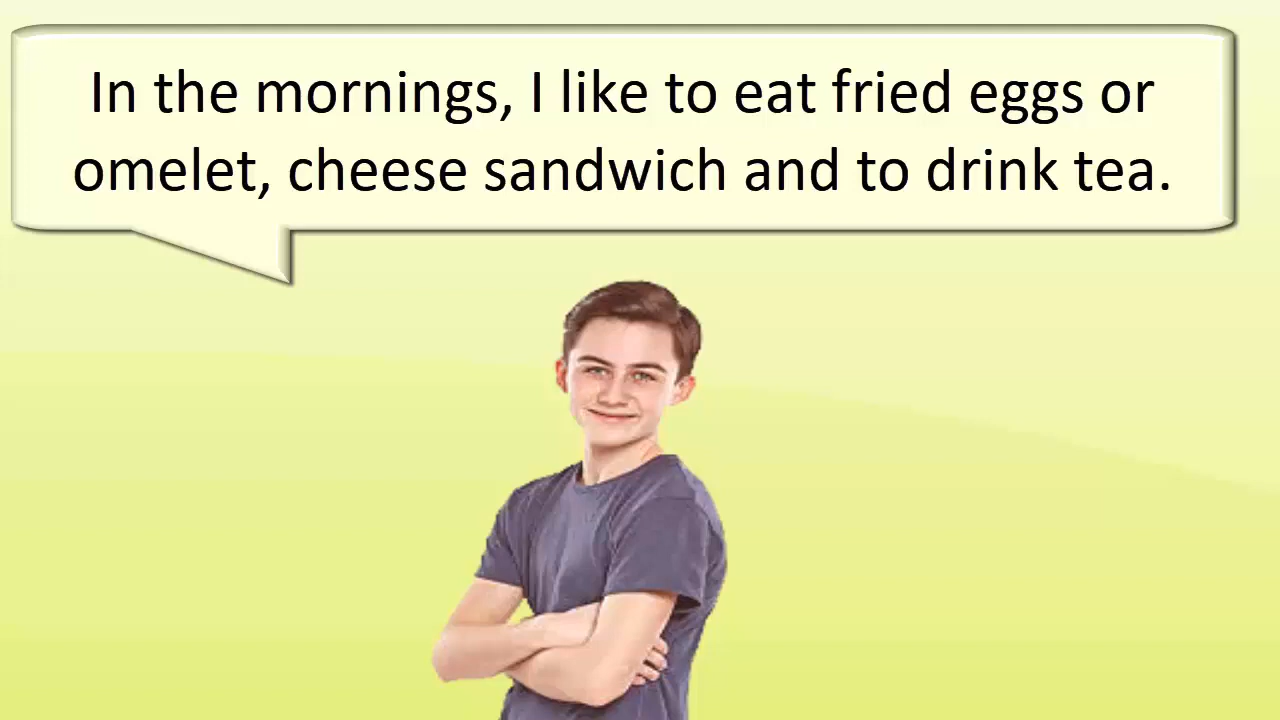 In the mornings, I like to eat fried eggs or
omelet, cheese sandwich and to drink tea.